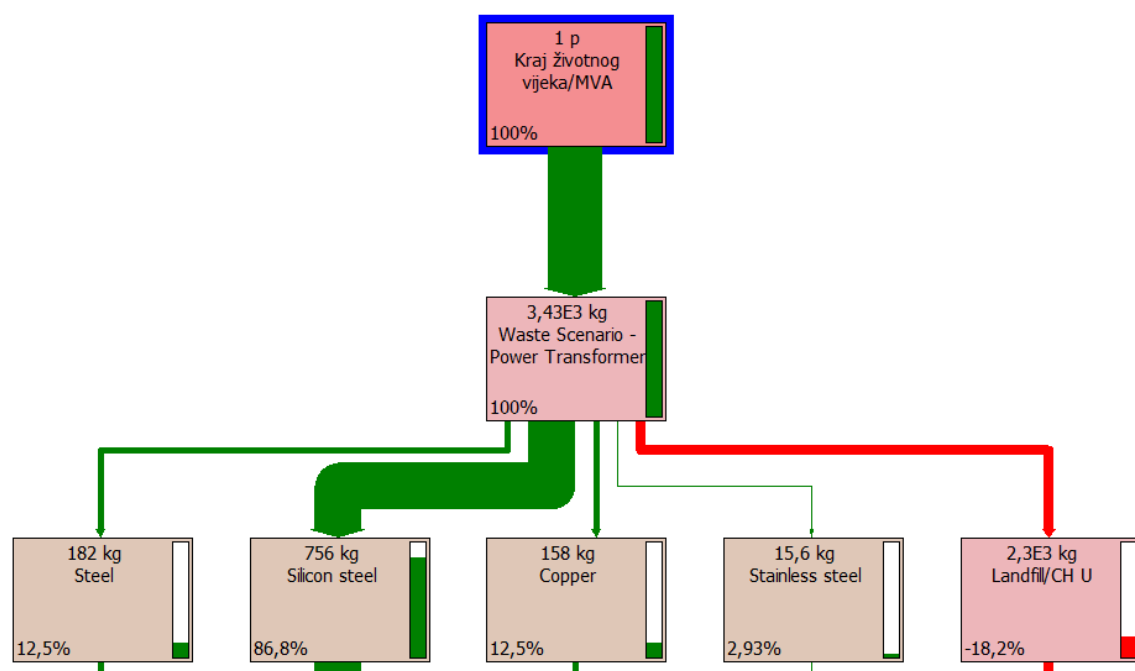 1 p
Kraj životnog
vijeka/MVA
100%
3,43E3 kg
Waste Scenario -
Power Transformer
100%
182 kg
Steel
12,5%
756 kg
Silicon steel
86,8%
158 kg
Copper
12,5%
15,6 kg
Stainless steel
2,93%
2,3E3 kg
Landfill/CH U
-18,2%